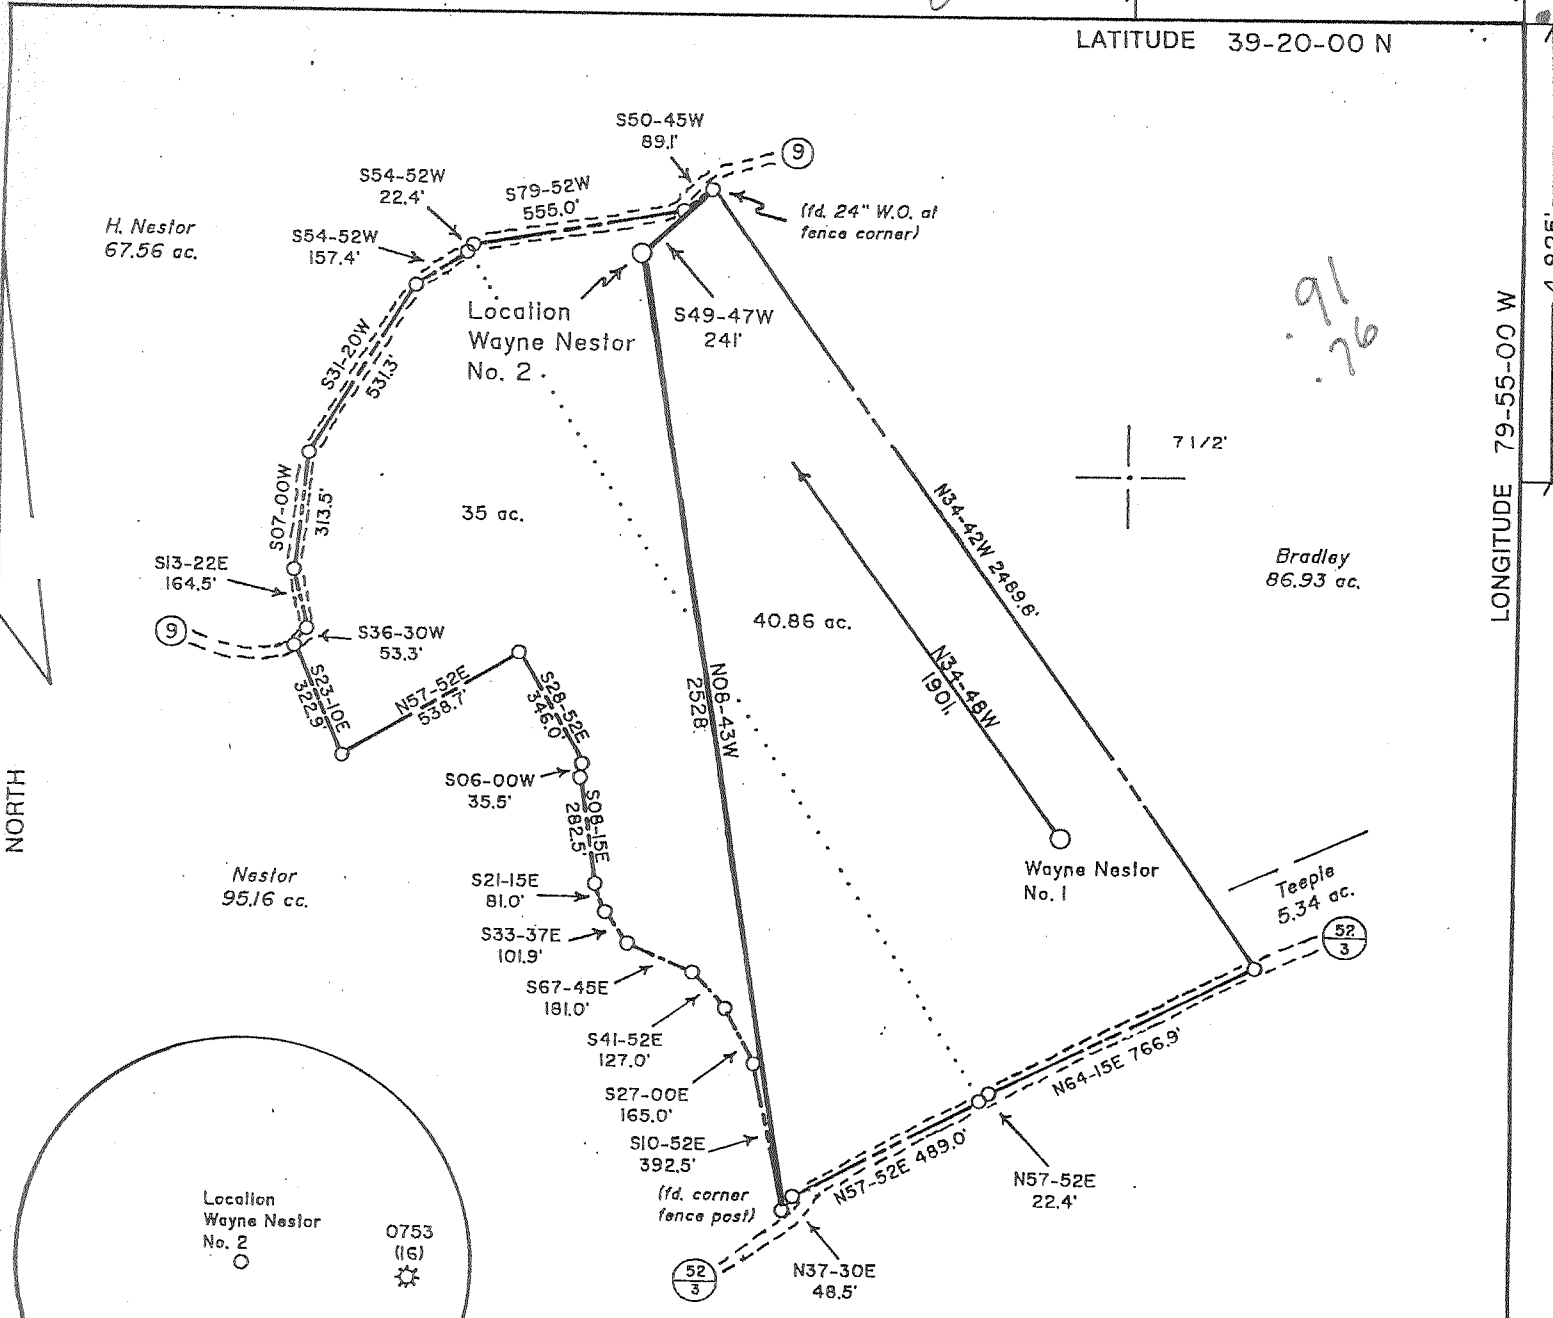 LATITUDE 39-20-00 N
S50-45W
89.1'
9
S54-52W
22.4'
S79-52W
555.0'
(fd. 24" W.O. at
fence corner)
H. Nestor
67.56 ac.
S54-52W
157.4'
Location
Wayne Nestor
No. 2
S49-47W
241'
.91
.76
S31-20W
531.3'
LONGITUDE 79-55-00 W
7 1/2'
S07-00W
313.5'
35 ac.
N34-42W 2489.8'
Bradley
86.93 ac.
S13-22E
164.5'
9
S36-30W
53.3'
40.86 ac.
S23-10E
322.9'
N57-52E
538.7'
S28-52E
346.0'
N08-43W
2528.
N34-48W
1901.
S06-00W
35.5'
S08-15E
282.5'
NORTH
Nestor
95.16 cc.
S21-15E
81.0'
Wayne Nestor
No. 1
Teeple
5.34 ac.
S33-37E
101.9'
52
3
S67-45E
181.0'
S41-52E
127.0'
N64-15E 766.9'
S27-00E
165.0'
S10-52E
392.5'
N57-52E 489.0'
N57-52E
22.4'
(fd. corner
fence post)
Location
Wayne Nestor
No. 2
0753
(16)
52
3
N37-30E
48.5'